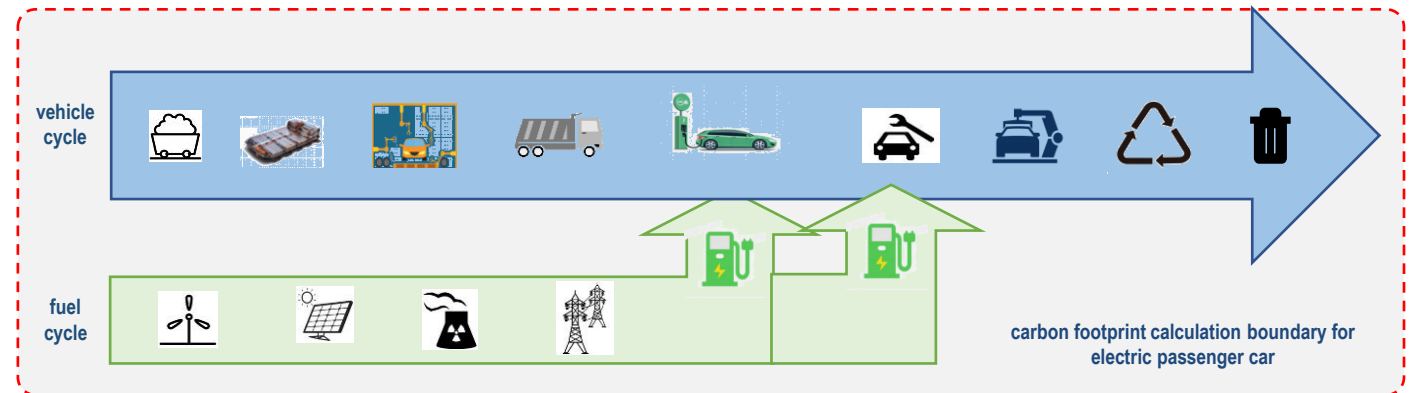 vehicle
cycle
fuel
cycle
carbon footprint calculation boundary for
electric passenger car